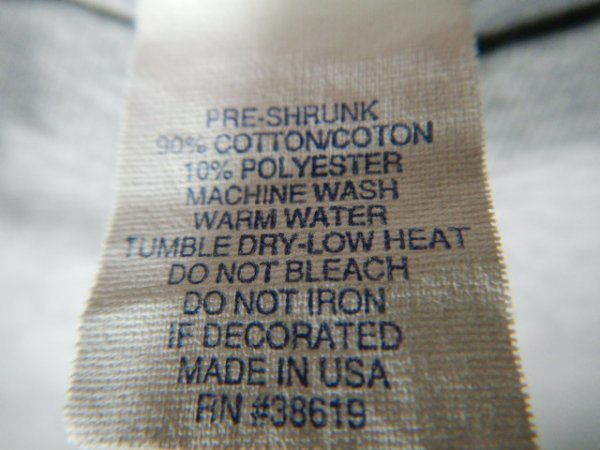 PRE-SHRUNK
90% COTTON/COTON
10% POLYESTER
MACHINE WASH
WARM WATER
TUMBLE DRY-LOW HEAT
DO NOT BLEACH
DO NOT IRON
IF DECORATED
MADE IN USA
RN #38619